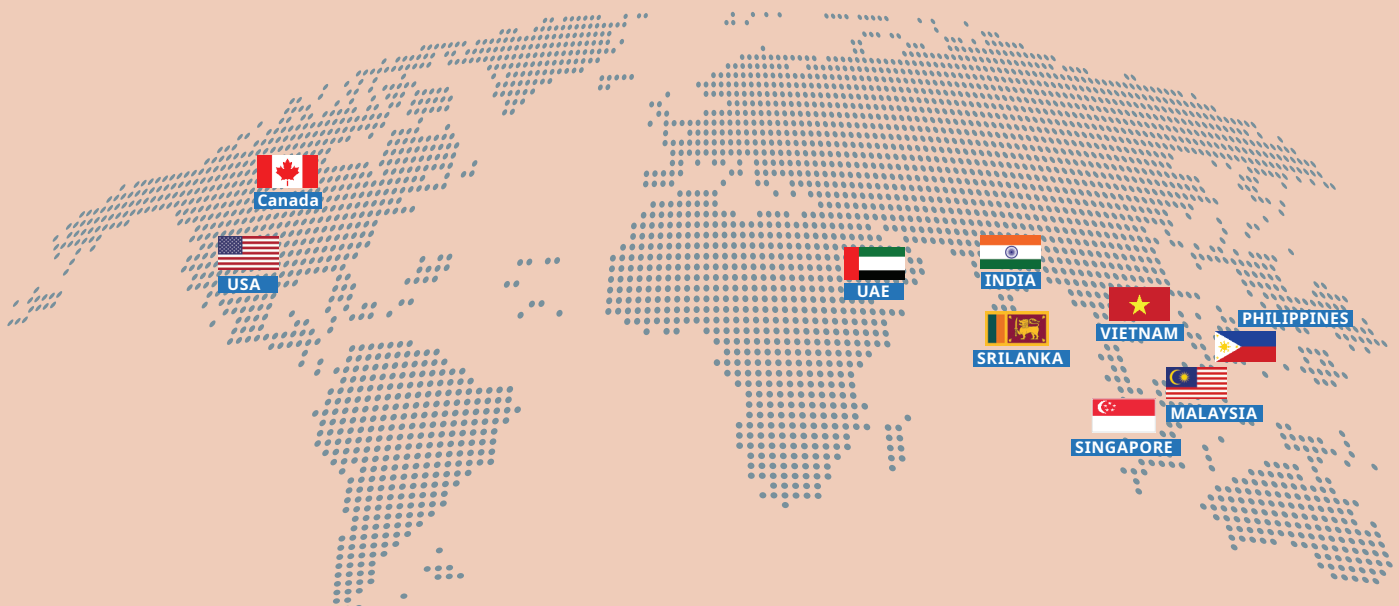 Canada
USA
UAE
INDIA
SRILANKA
VIETNAM
PHILIPPINES
MALAYSIA
SINGAPORE